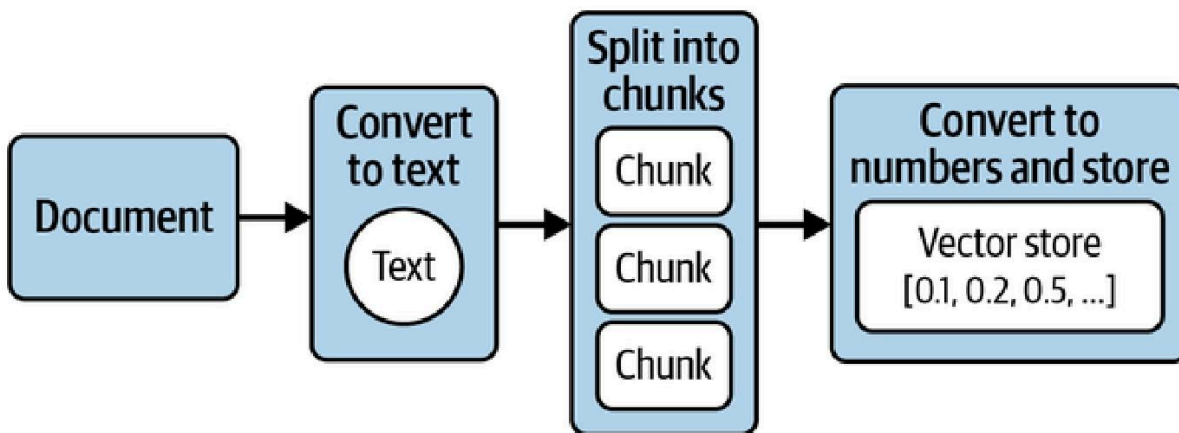 Document
Convert
to text
Text
Split into
chunks
Chunk
Chunk
Chunk
Convert to
numbers and store
Vector store
[0.1, 0.2, 0.5, ...]